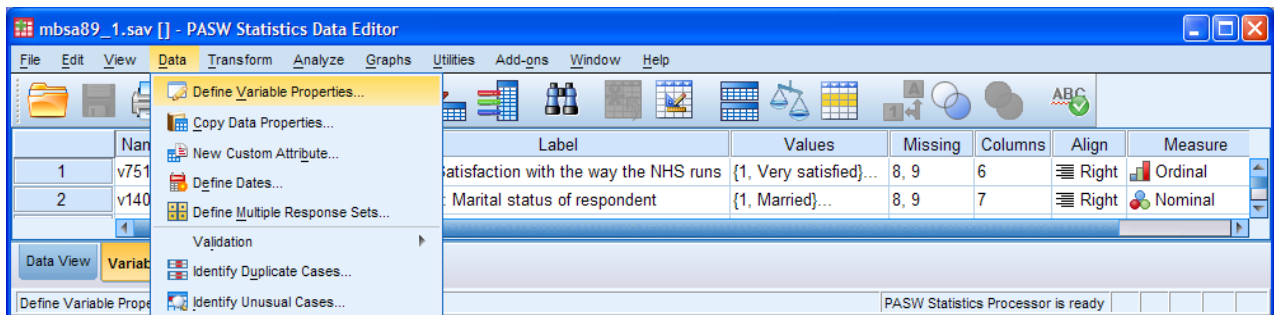 mbsa89_1.sav [] - PASW Statistics Data Editor
File Edit View Data Transform Analyze Graphs Utilities Add-ons Window Help
Define Variable Properties...
Copy Data Properties...
New Custom Attribute...
Define Dates...
Define Multiple Response Sets...
Validation
Identify Duplicate Cases...
Identify Unusual Cases...
A
1 4
ABC
Label Values Missing Columns Align Measure
1 v751 Satisfaction with the way the NHS runs {1, Very satisfied}... 8, 9 6 Right Ordinal
2 v140 : Marital status of respondent {1, Married}... 8, 9 7 Right Nominal
Data View Variab
Define Variable Prope PASW Statistics Processor is ready